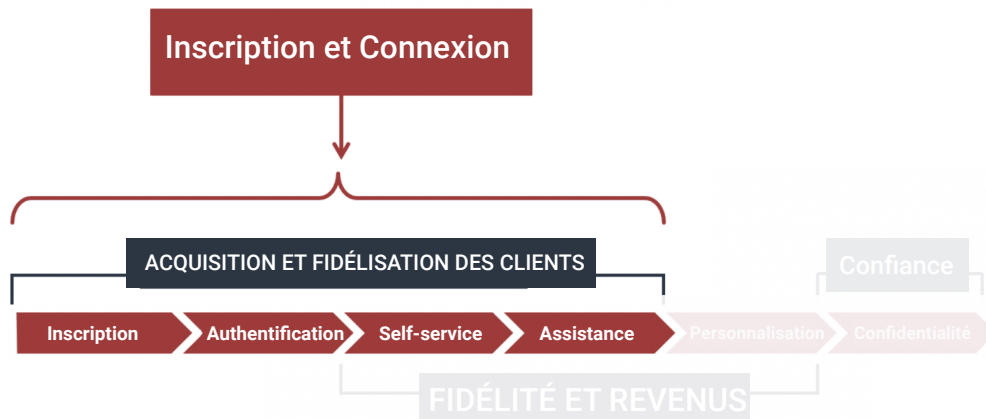 Inscription et Connexion
ACQUISITION ET FIDÉLISATION DES CLIENTS
Confiance
Inscription
Authentification
Self-service
Assistance
Personnalisation
Confidentialité
FIDÉLITÉ ET REVENUS